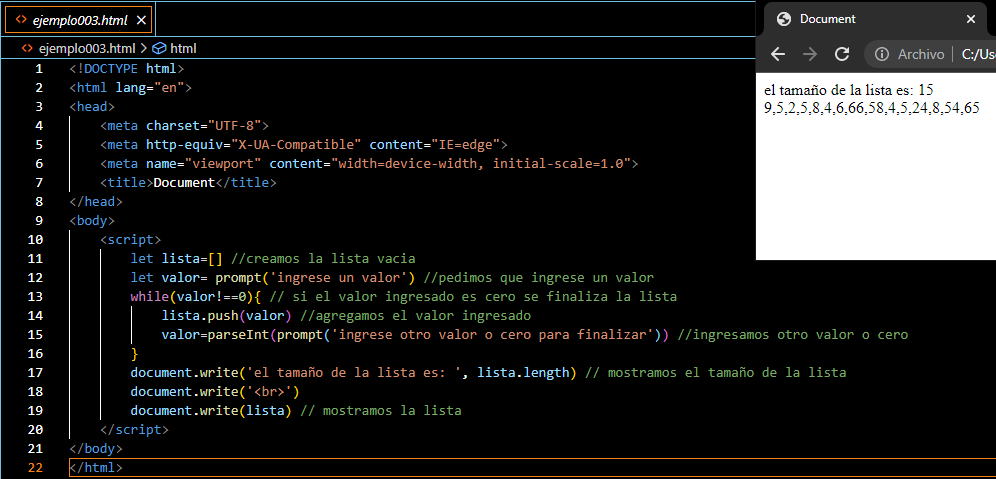 ejemplo003.html
ejemplo003.html > html
1 <!DOCTYPE html>
2 <html lang="en">
3 <head>
4 <meta charset="UTF-8">
5 <meta http-equiv="X-UA-Compatible" content="IE=edge">
6 <meta name="viewport" content="width=device-width, initial-scale=1.0">
7 <title>Document</title>
8 </head>
9 <body>
10 <script>
11 let lista=[] //creamos la lista vacia
12 let valor= prompt('ingrese un valor') //pedimos que ingrese un valor
13 while(valor!==0){ // si el valor ingresado es cero se finaliza la lista
14 lista.push(valor) //agregamos el valor ingresado
15 valor=parseInt(prompt('ingrese otro valor o cero para finalizar')) //ingresamos otro valor o cero
16 }
17 document.write('el tamaño de la lista es: ', lista.length) // mostramos el tamaño de la lista
18 document.write('<br>')
19 document.write(lista) // mostramos la lista
20 </script>
21 </body>
22 </html>
Document
Archivo | C:/Use
el tamaño de la lista es: 15
9,5,2,5,8,4,6,66,58,4,5,24,8,54,65